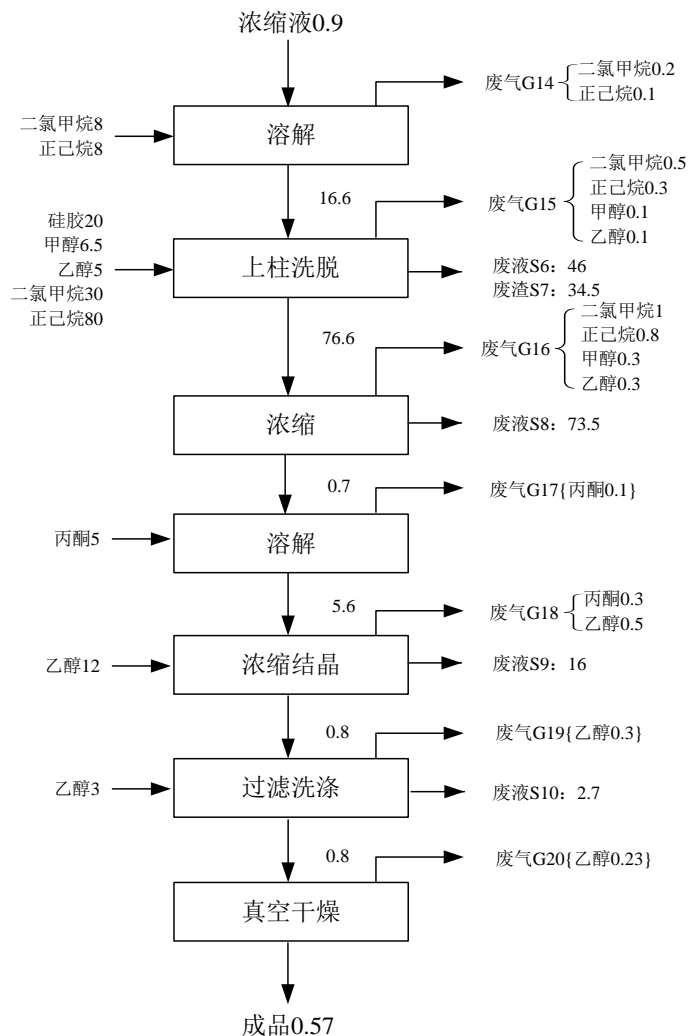 浓缩液0.9
废气G14
二氯甲烷0.2
正己烷0.1
二氯甲烷8
正己烷8
溶解
16.6
废气G15
二氯甲烷0.5
正己烷0.3
甲醇0.1
乙醇0.1
硅胶20
甲醇6.5
乙醇5
二氯甲烷30
正己烷80
上柱洗脱
废液S6：46
废渣S7：34.5
76.6
废气G16
二氯甲烷1
正己烷0.8
甲醇0.3
乙醇0.3
浓缩
废液S8：73.5
0.7
废气G17{丙酮0.1}
丙酮5
溶解
5.6
废气G18
丙酮0.3
乙醇0.5
乙醇12
浓缩结晶
废液S9：16
0.8
废气G19{乙醇0.3}
乙醇3
过滤洗涤
废液S10：2.7
0.8
废气G20{乙醇0.23}
真空干燥
成品0.57